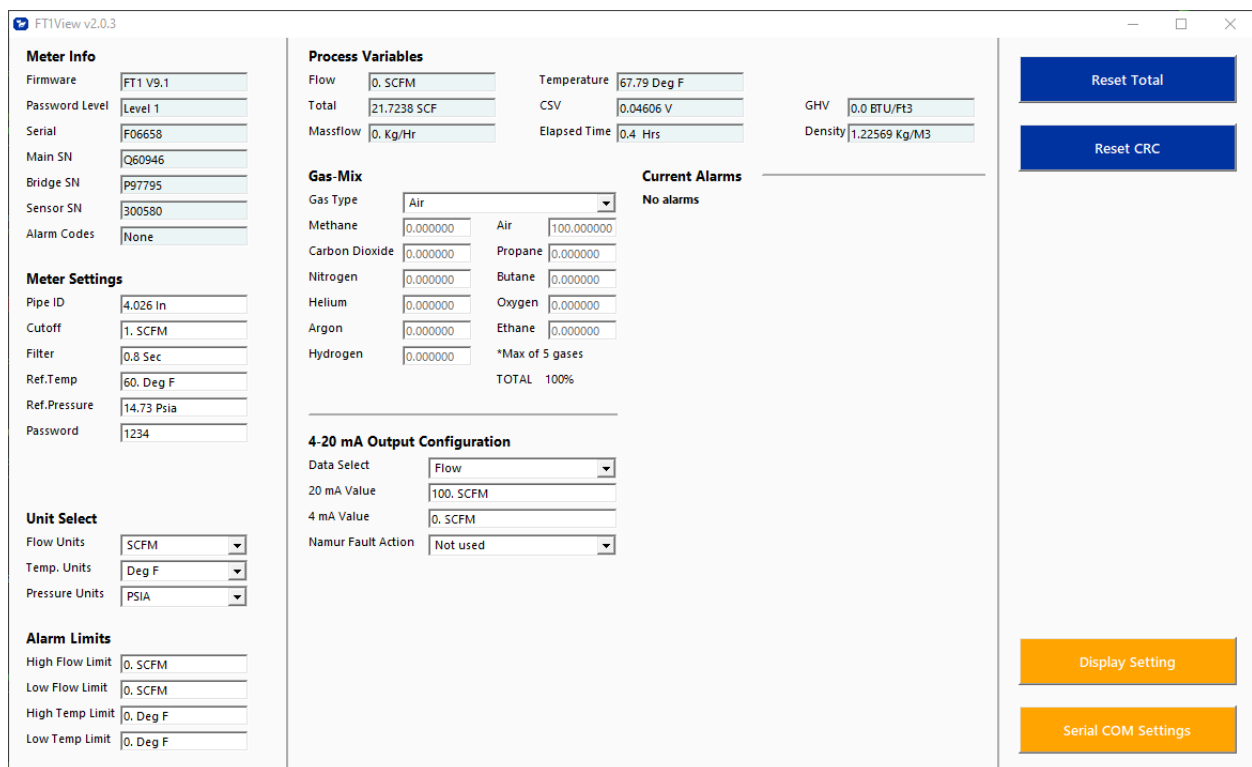 FT1View v2.0.3
Meter Info
Firmware FT1 V9.1
Password Level Level 1
Serial F06658
Main SN Q60946
Bridge SN P97795
Sensor SN 300580
Alarm Codes None
Meter Settings
Pipe ID 4.026 In
Cutoff 1. SCFM
Filter 0.8 Sec
Ref.Temp 60. Deg F
Ref.Pressure 14.73 Psia
Password 1234
Unit Select
Flow Units SCFM
Temp. Units Deg F
Pressure Units PSIA
Alarm Limits
High Flow Limit 0. SCFM
Low Flow Limit 0. SCFM
High Temp Limit 0. Deg F
Low Temp Limit 0. Deg F
Process Variables
Flow 0. SCFM Temperature 67.79 Deg F
Total 21.7238 SCF CSV 0.04606 V GHV 0.0 BTU/Ft3
Massflow 0. Kg/Hr Elapsed Time 0.4 Hrs Density 1.22569 Kg/M3
Gas-Mix
Gas Type Air
Methane 0.000000 Air 100.000000
Carbon Dioxide 0.000000 Propane 0.000000
Nitrogen 0.000000 Butane 0.000000
Helium 0.000000 Oxygen 0.000000
Argon 0.000000 Ethane 0.000000
Hydrogen 0.000000 *Max of 5 gases
TOTAL 100%
Current Alarms
No alarms
4-20 mA Output Configuration
Data Select Flow
20 mA Value 100. SCFM
4 mA Value 0. SCFM
Namur Fault Action Not used
Reset Total
Reset CRC
Display Setting
Serial COM Settings